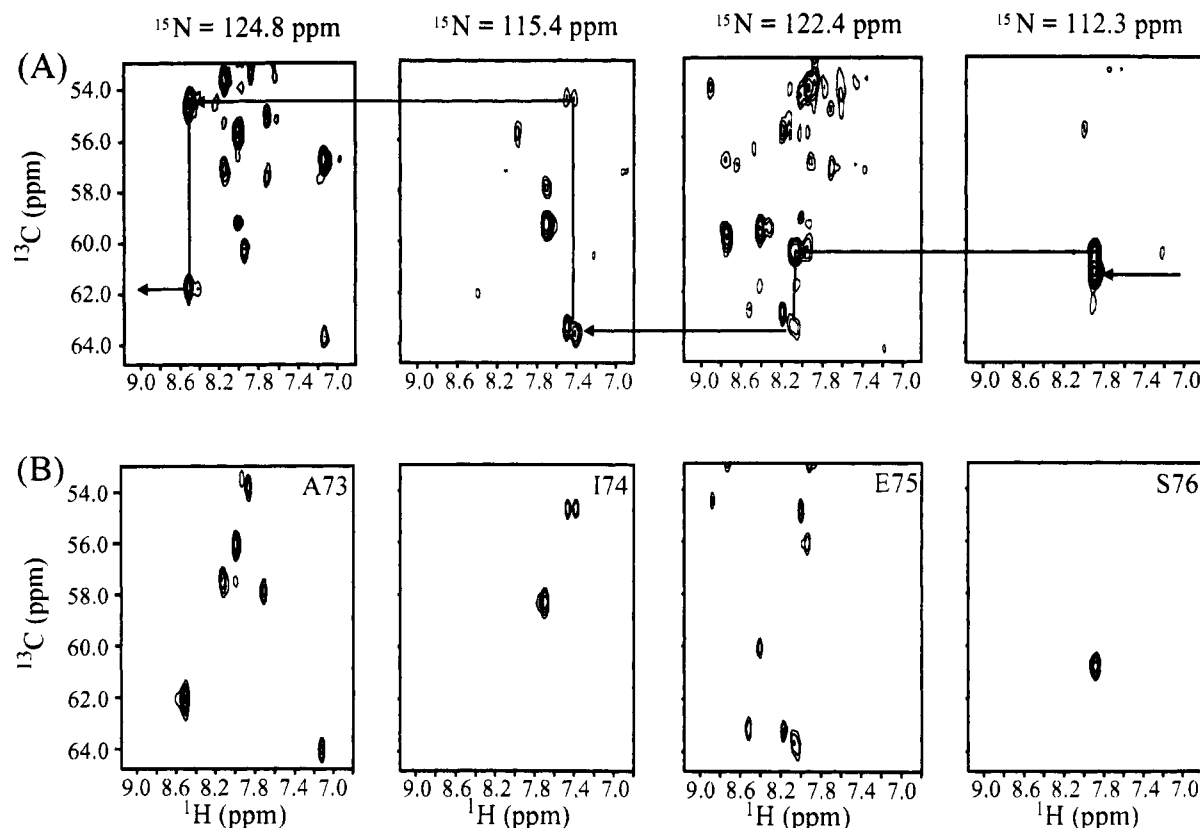 ¹⁵N = 124.8 ppm
¹⁵N = 115.4 ppm
¹⁵N = 122.4 ppm
¹⁵N = 112.3 ppm
(A)
54.0
56.0
58.0
60.0
62.0
64.0
¹³C (ppm)
9.0 8.6 8.2 7.8 7.4 7.0
9.0 8.6 8.2 7.8 7.4 7.0
9.0 8.6 8.2 7.8 7.4 7.0
9.0 8.6 8.2 7.8 7.4 7.0
(B)
A73
I74
E75
S76
54.0
56.0
58.0
60.0
62.0
64.0
¹³C (ppm)
9.0 8.6 8.2 7.8 7.4 7.0
9.0 8.6 8.2 7.8 7.4 7.0
9.0 8.6 8.2 7.8 7.4 7.0
9.0 8.6 8.2 7.8 7.4 7.0
¹H (ppm)
¹H (ppm)
¹H (ppm)
¹H (ppm)